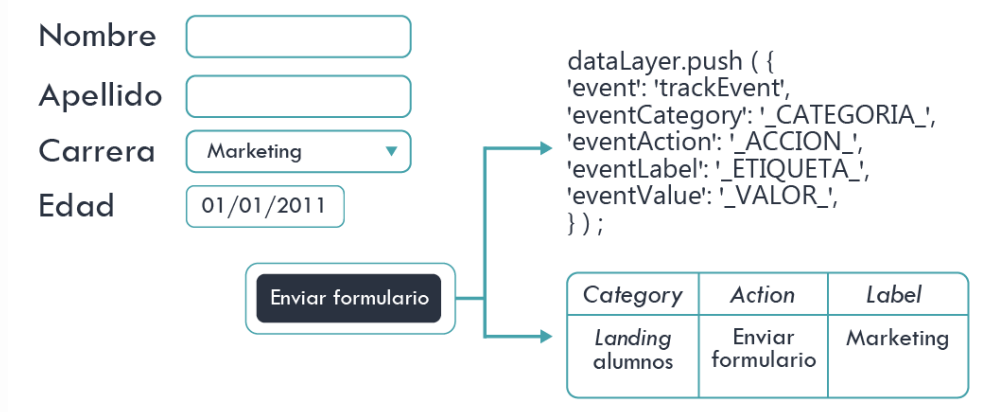 Nombre
Apellido
Carrera
Marketing
Edad
01/01/2011
Enviar formulario
dataLayer.push ( {
'event': 'trackEvent',
'eventCategory': '_CATEGORIA_',
'eventAction': '_ACCION_',
'eventLabel': '_ETIQUETA_',
'eventValue': '_VALOR_',
} ) ;
Category Action Label
Landing alumnos
Enviar formulario
Marketing